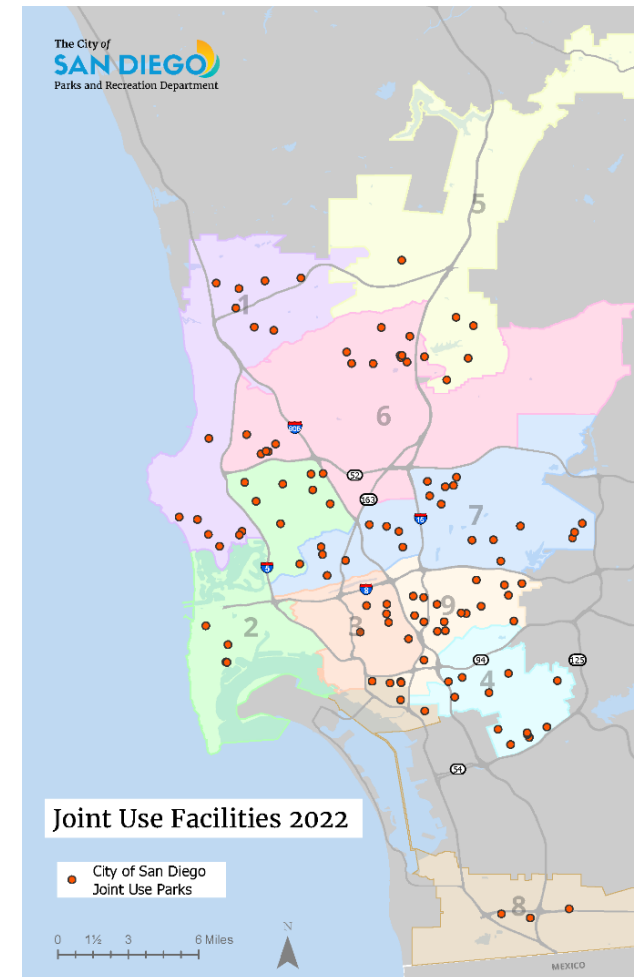 The City of
SAN DIEGO
Parks and Recreation Department
5
1
6
805
52
163
15
7
5
8
2
3
9
94
125
4
54
Joint Use Facilities 2022
City of San Diego
Joint Use Parks
8
0 1½ 3 6 Miles
N
MEXICO